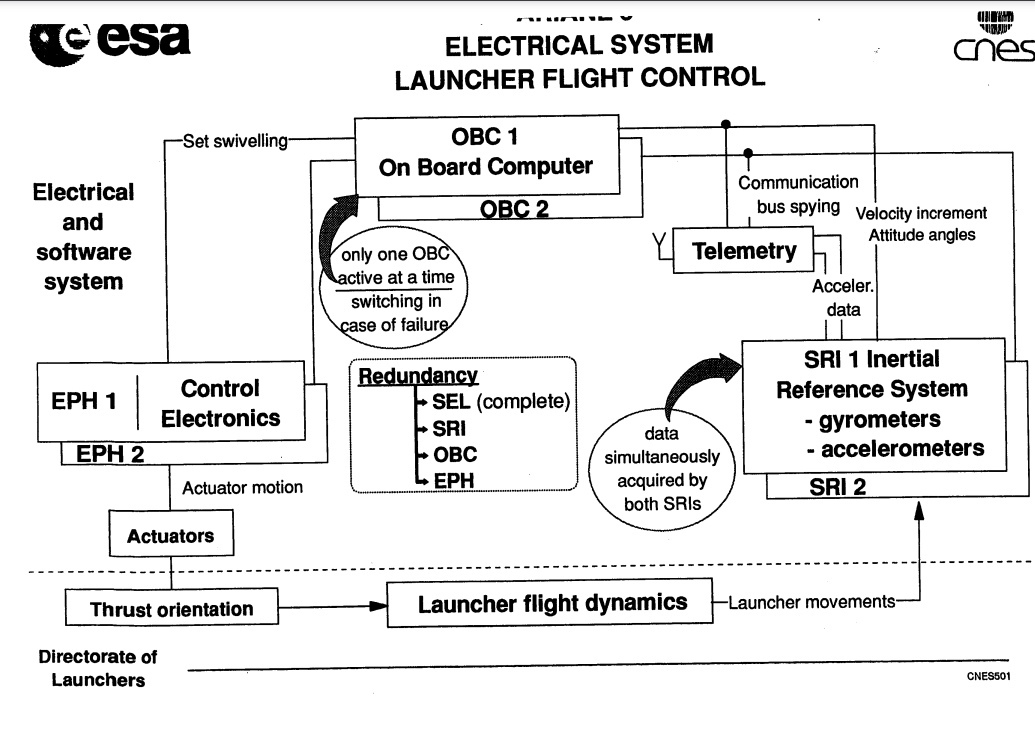 esa
ELECTRICAL SYSTEM
LAUNCHER FLIGHT CONTROL
cnes
Electrical
and
software
system
Set swivelling
OBC 1
On Board Computer
OBC 2
only one OBC
active at a time
switching in
case of failure
Communication
bus spying
Velocity increment
Attitude angles
Telemetry
Acceler.
data
EPH 1
Control
Electronics
EPH 2
Redundancy
SEL (complete)
SRI
OBC
EPH
data
simultaneously
acquired by
both SRIs
SRI 1 Inertial
Reference System
- gyrometers
- accelerometers
SRI 2
Actuator motion
Actuators
Thrust orientation
Launcher flight dynamics
Launcher movements
Directorate of
Launchers
CNES501